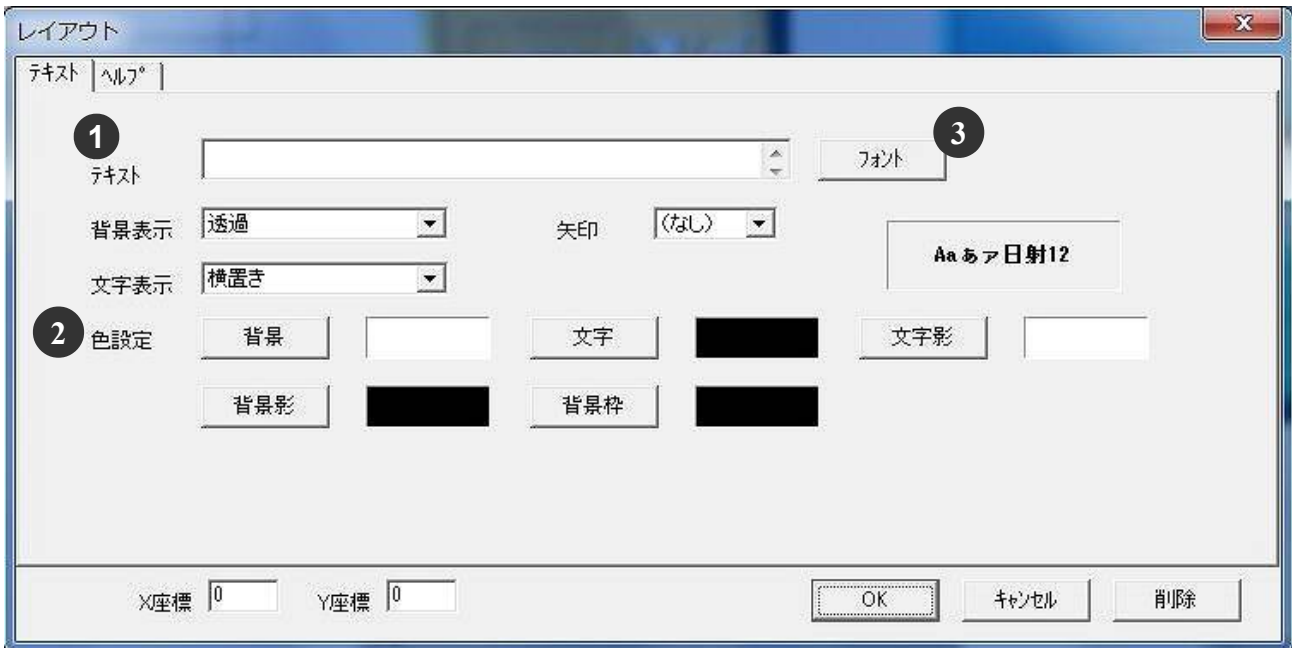 レイアウト
テキスト ヘルプ
1 3
フォント
テキスト
背景表示 透過 矢印 (なし)
Aaあァ日射12
文字表示 横置き
2 色設定 背景 文字 文字影
背景影 背景枠
X座標 0 Y座標 0 OK キャンセル 削除